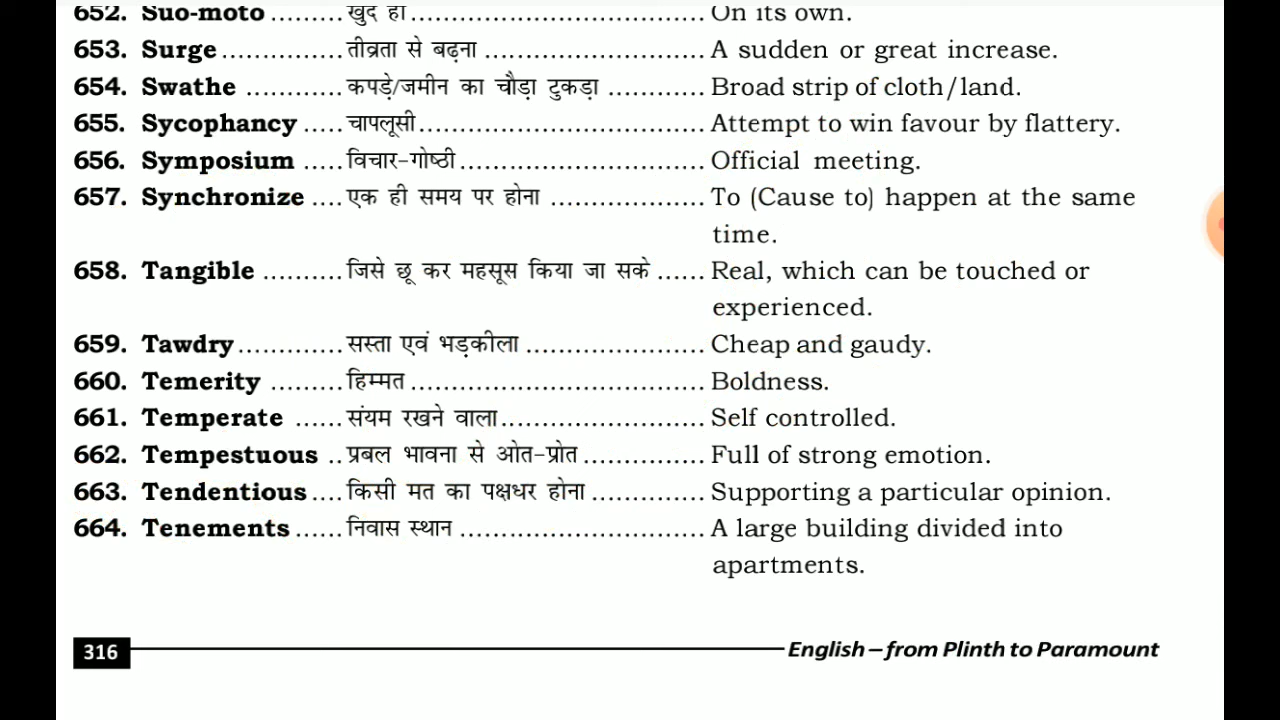 652. Suo-moto ......... खुद ही .................................... On its own.
653. Surge ............... तीव्रता से बढ़ना ........................... A sudden or great increase.
654. Swathe ............ कपड़े/जमीन का चौड़ा टुकड़ा ............ Broad strip of cloth/land.
655. Sycophancy ..... चापलूसी ................................... Attempt to win favour by flattery.
656. Symposium ..... विचार-गोष्ठी .............................. Official meeting.
657. Synchronize .... एक ही समय पर होना ................... To (Cause to) happen at the same
time.
658. Tangible .......... जिसे छू कर महसूस किया जा सके ...... Real, which can be touched or
experienced.
659. Tawdry ............. सस्ता एवं भड़कीला ...................... Cheap and gaudy.
660. Temerity ......... हिम्मत .................................... Boldness.
661. Temperate ...... संयम रखने वाला ......................... Self controlled.
662. Tempestuous .. प्रबल भावना से ओत-प्रोत ............... Full of strong emotion.
663. Tendentious .... किसी मत का पक्षधर होना .............. Supporting a particular opinion.
664. Tenements ...... निवास स्थान .............................. A large building divided into
apartments.
316 English – from Plinth to Paramount